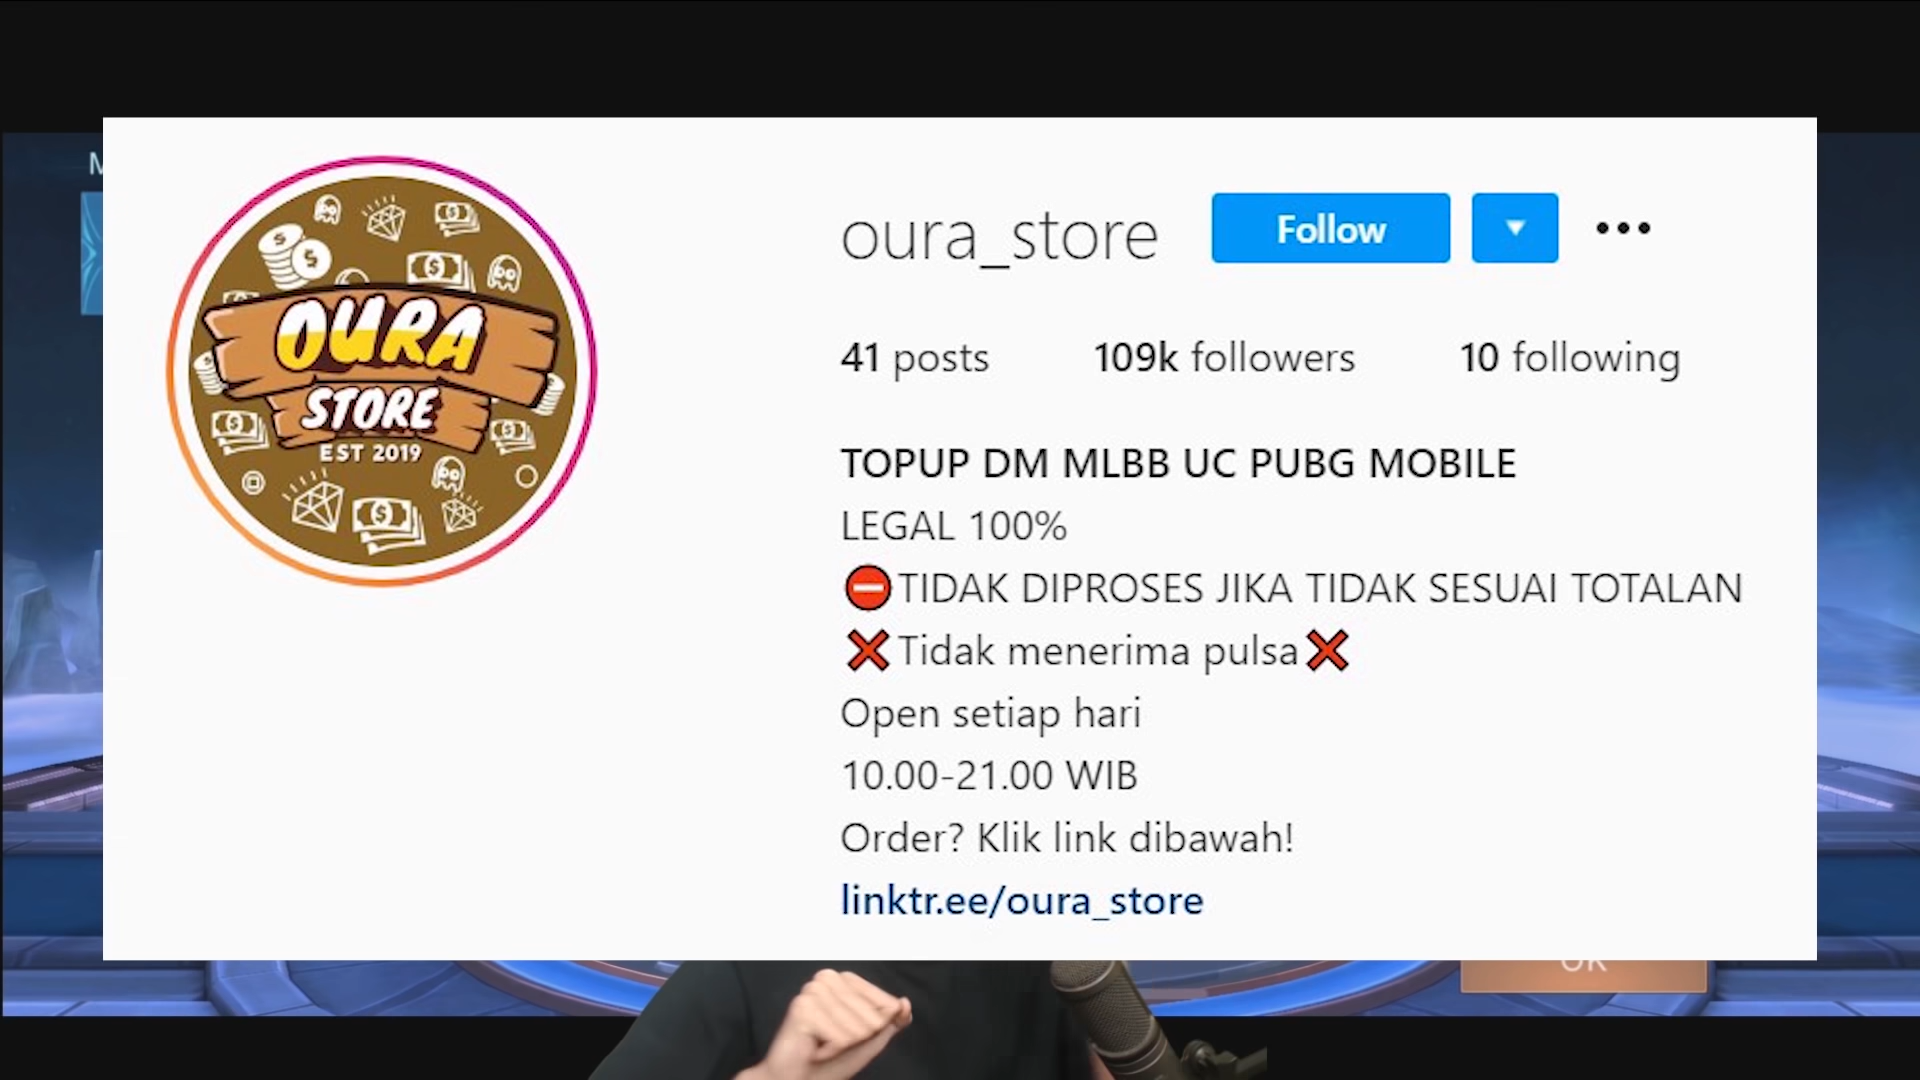 OURA
STORE
EST 2019
oura_store
Follow
41 posts 109k followers 10 following
TOPUP DM MLBB UC PUBG MOBILE
LEGAL 100%
⛔TIDAK DIPROSES JIKA TIDAK SESUAI TOTALAN
❌Tidak menerima pulsa❌
Open setiap hari
10.00-21.00 WIB
Order? Klik link dibawah!
linktr.ee/oura_store
OK